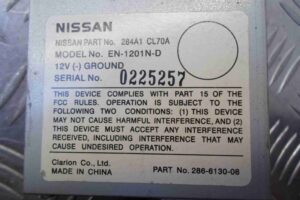 NISSAN
NISSAN PART No. 284A1 CL70A
MODEL No. EN-1201N-D
12V (-) GROUND
SERIAL No. 0225257
THIS DEVICE COMPLIES WITH PART 15 OF THE
FCC RULES. OPERATION IS SUBJECT TO THE
FOLLOWING TWO CONDITIONS: (1) THIS DEVICE
MAY NOT CAUSE HARMFUL INTERFERENCE, AND (2)
THIS DEVICE MUST ACCEPT ANY INTERFERENCE
RECEIVED, INCLUDING INTERFERENCE THAT MAY
CAUSE UNDESIRED OPERATION.
Clarion Co., Ltd.
MADE IN CHINA PART No. 286-6130-08